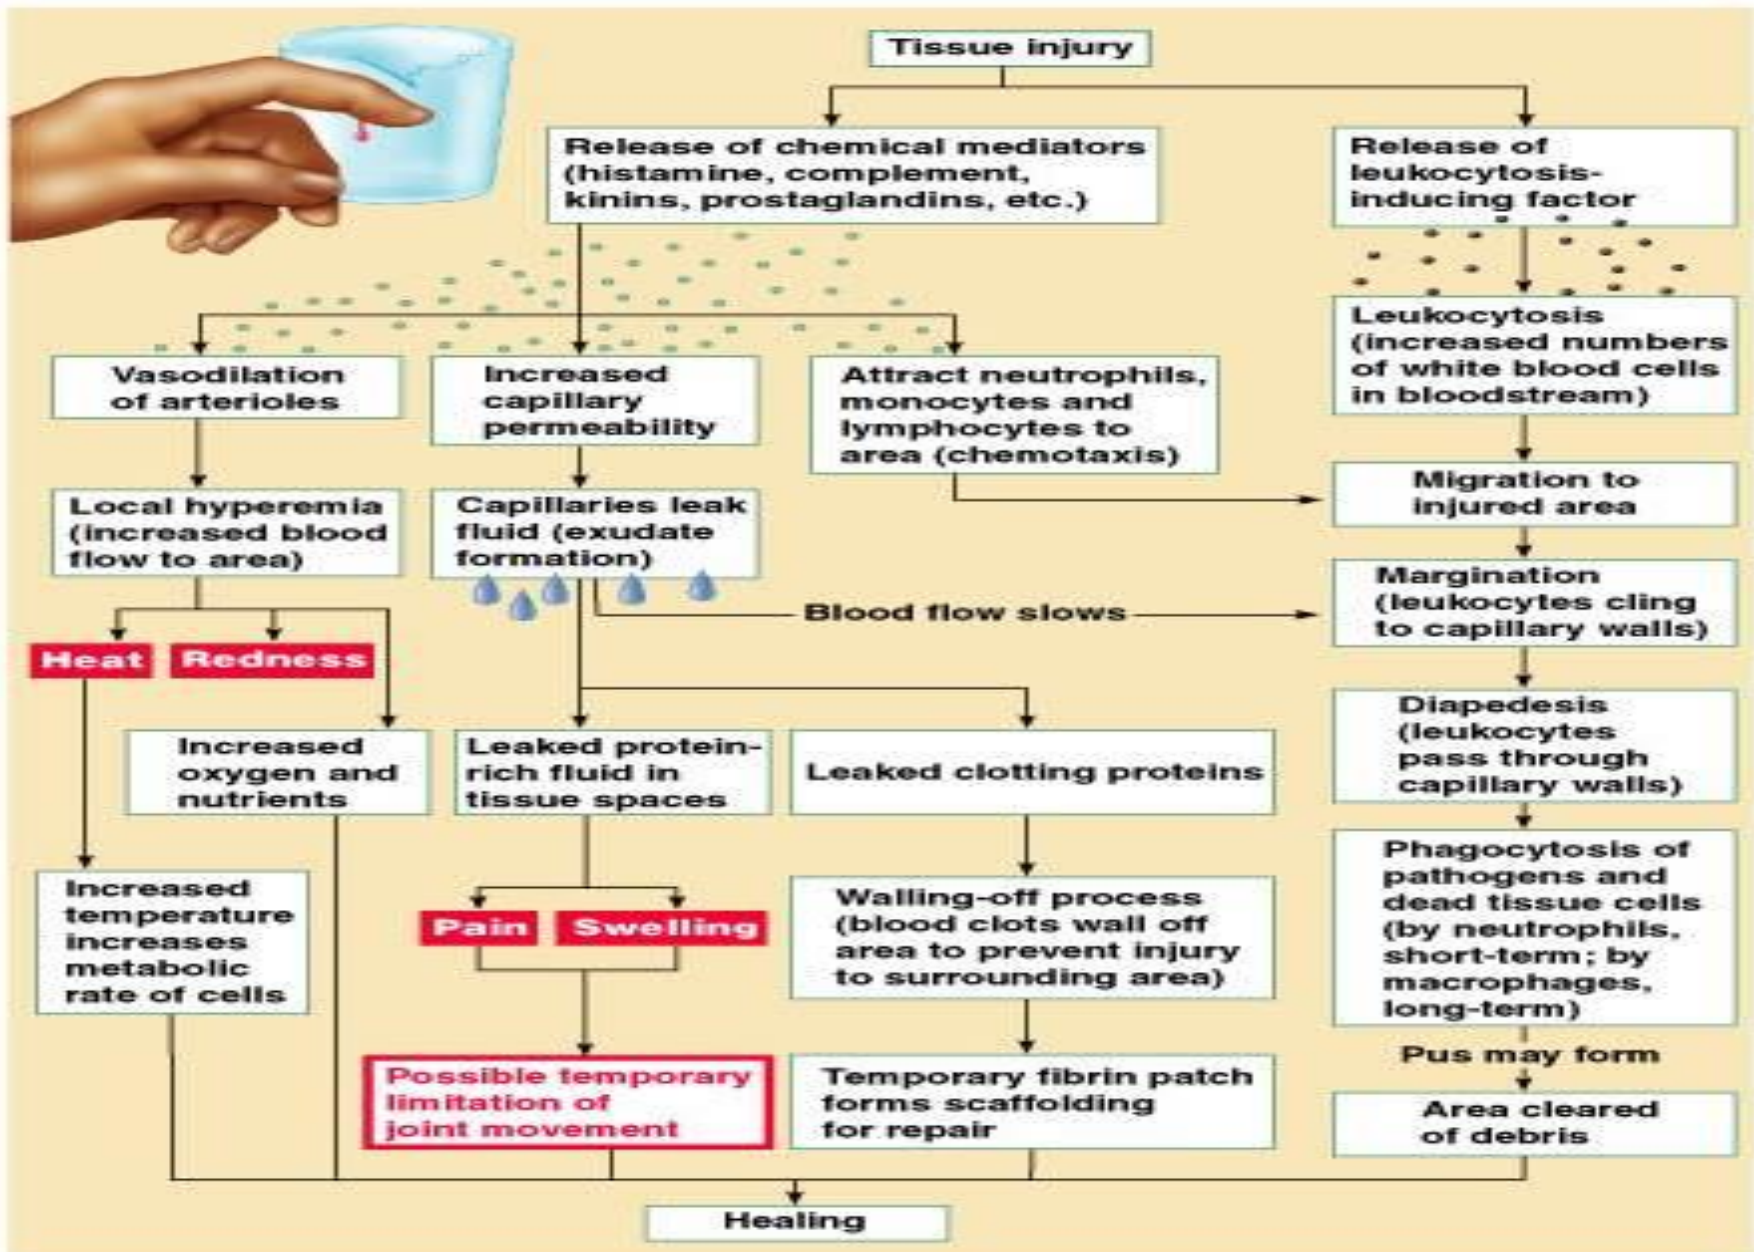 Tissue injury
Release of chemical mediators
(histamine, complement,
kinins, prostaglandins, etc.)
Release of
leukocytosis-
inducing factor
Vasodilation
of arterioles
Increased
capillary
permeability
Attract neutrophils,
monocytes and
lymphocytes to
area (chemotaxis)
Leukocytosis
(increased numbers
of white blood cells
in bloodstream)
Local hyperemia
(increased blood
flow to area)
Capillaries leak
fluid (exudate
formation)
Migration to
injured area
Blood flow slows
Margination
(leukocytes cling
to capillary walls)
Heat
Redness
Increased
oxygen and
nutrients
Leaked protein-
rich fluid in
tissue spaces
Leaked clotting proteins
Diapedesis
(leukocytes
pass through
capillary walls)
Increased
temperature
increases
metabolic
rate of cells
Pain
Swelling
Walling-off process
(blood clots wall off
area to prevent injury
to surrounding area)
Phagocytosis of
pathogens and
dead tissue cells
(by neutrophils,
short-term; by
macrophages,
long-term)
Possible temporary
limitation of
joint movement
Temporary fibrin patch
forms scaffolding
for repair
Pus may form
Area cleared
of debris
Healing